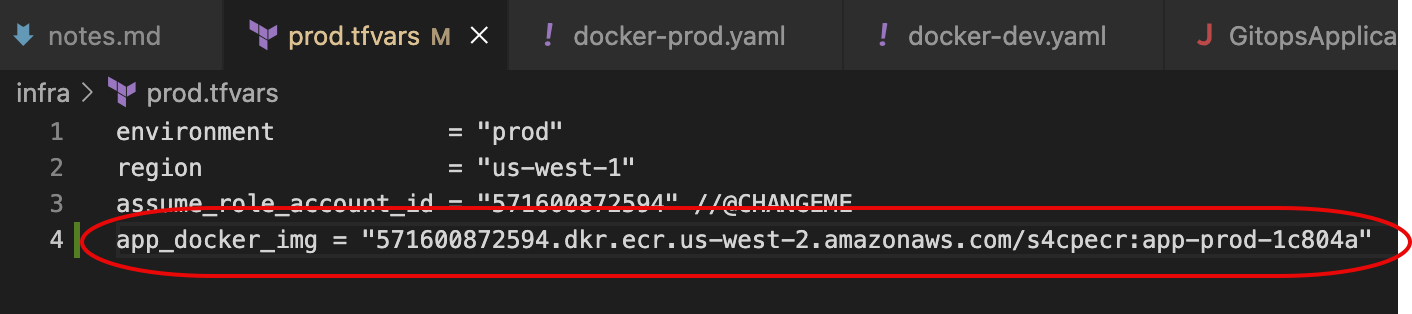 notes.md prod.tfvars M docker-prod.yaml docker-dev.yaml GitopsApplica
infra > prod.tfvars
1 environment = "prod"
2 region = "us-west-1"
3 assume_role_account_id = "571600872594" //@CHANGEME
4 app_docker_img = "571600872594.dkr.ecr.us-west-2.amazonaws.com/s4cpecr:app-prod-1c804a"